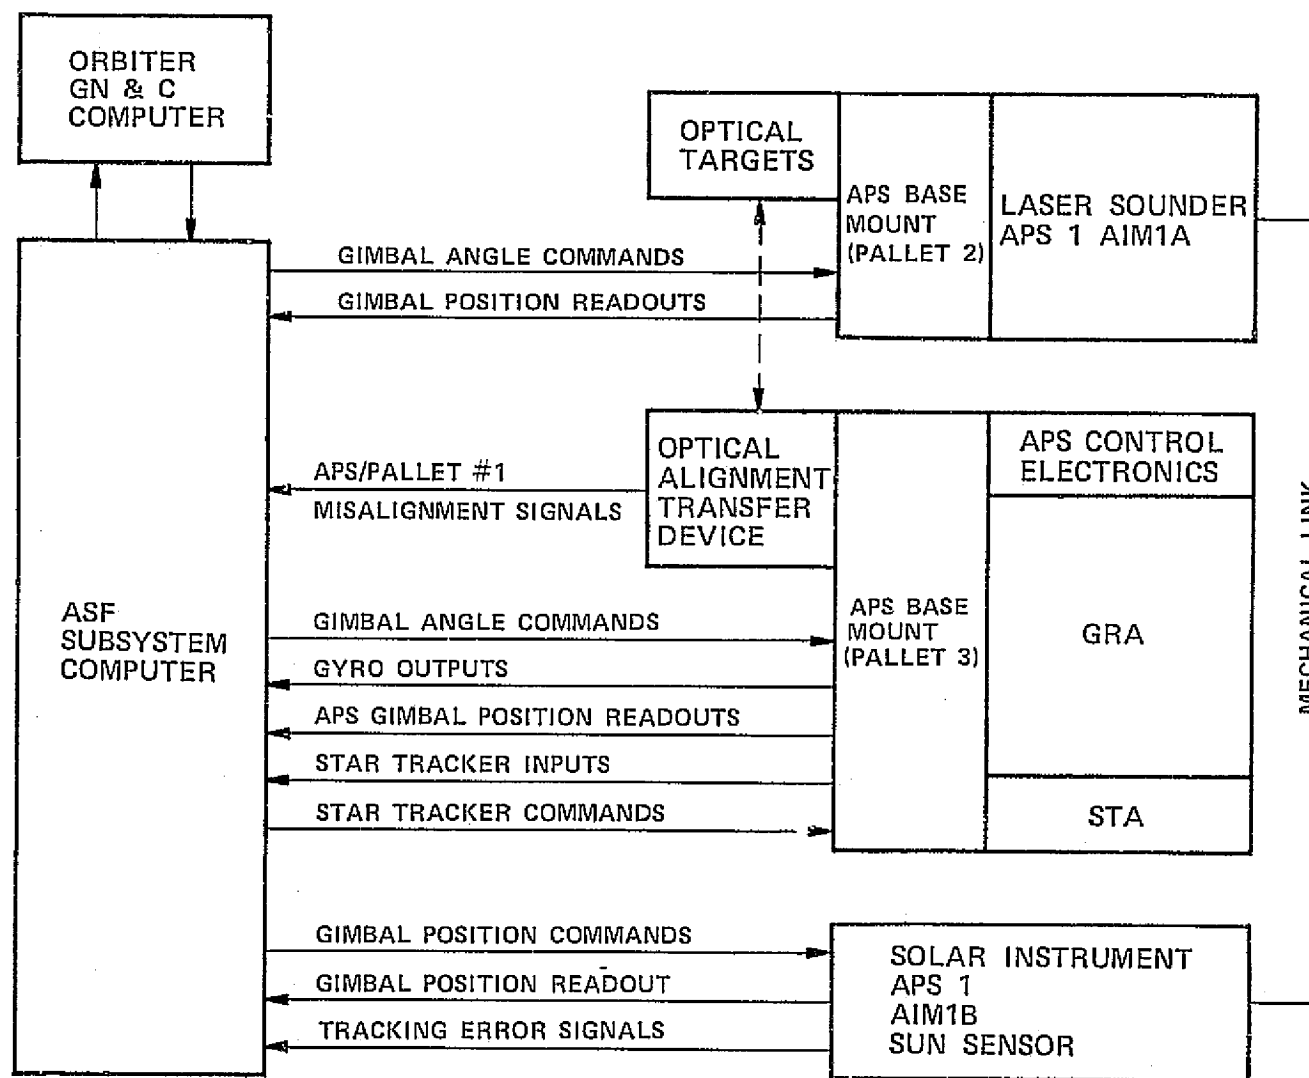 ORBITER
GN & C
COMPUTER
OPTICAL
TARGETS
APS BASE
MOUNT
(PALLET 2)
LASER SOUNDER
APS 1 AIM1A
GIMBAL ANGLE COMMANDS
GIMBAL POSITION READOUTS
OPTICAL
ALIGNMENT
TRANSFER
DEVICE
APS CONTROL
ELECTRONICS
APS/PALLET #1
MISALIGNMENT SIGNALS
MECHANICAL LINK
ASF
SUBSYSTEM
COMPUTER
GIMBAL ANGLE COMMANDS
GYRO OUTPUTS
APS GIMBAL POSITION READOUTS
STAR TRACKER INPUTS
STAR TRACKER COMMANDS
APS BASE
MOUNT
(PALLET 3)
GRA
STA
GIMBAL POSITION COMMANDS
GIMBAL POSITION READOUT
TRACKING ERROR SIGNALS
SOLAR INSTRUMENT
APS 1
AIM1B
SUN SENSOR